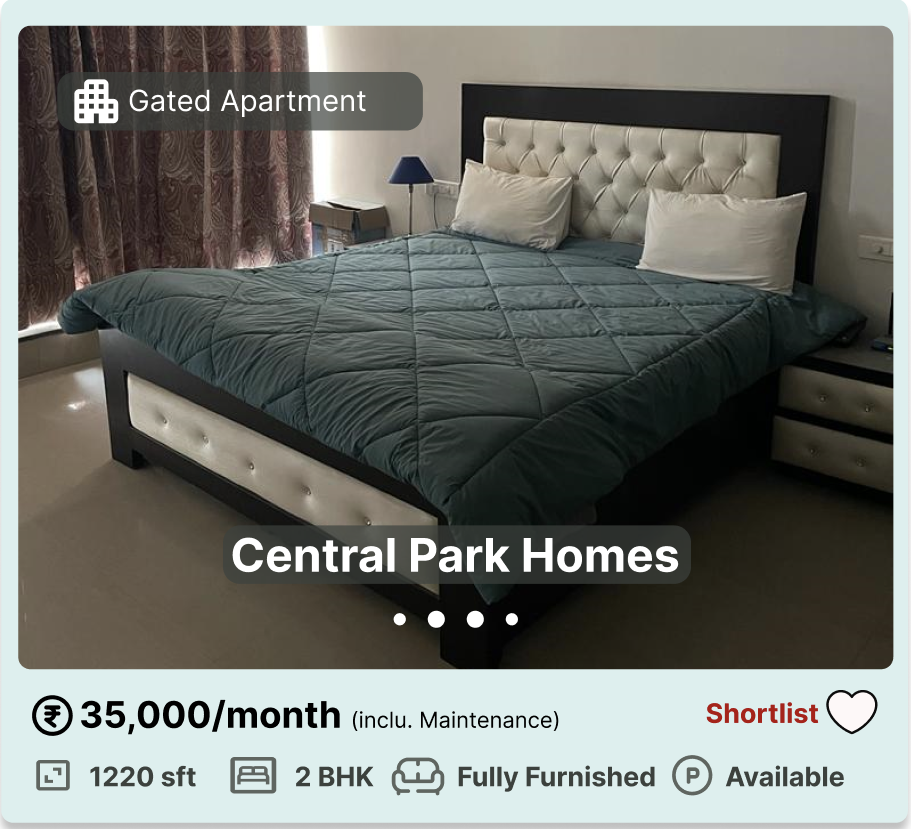 Gated Apartment
Central Park Homes
₹ 35,000/month (inclu. Maintenance)
Shortlist
1220 sft
2 BHK
Fully Furnished
P Available